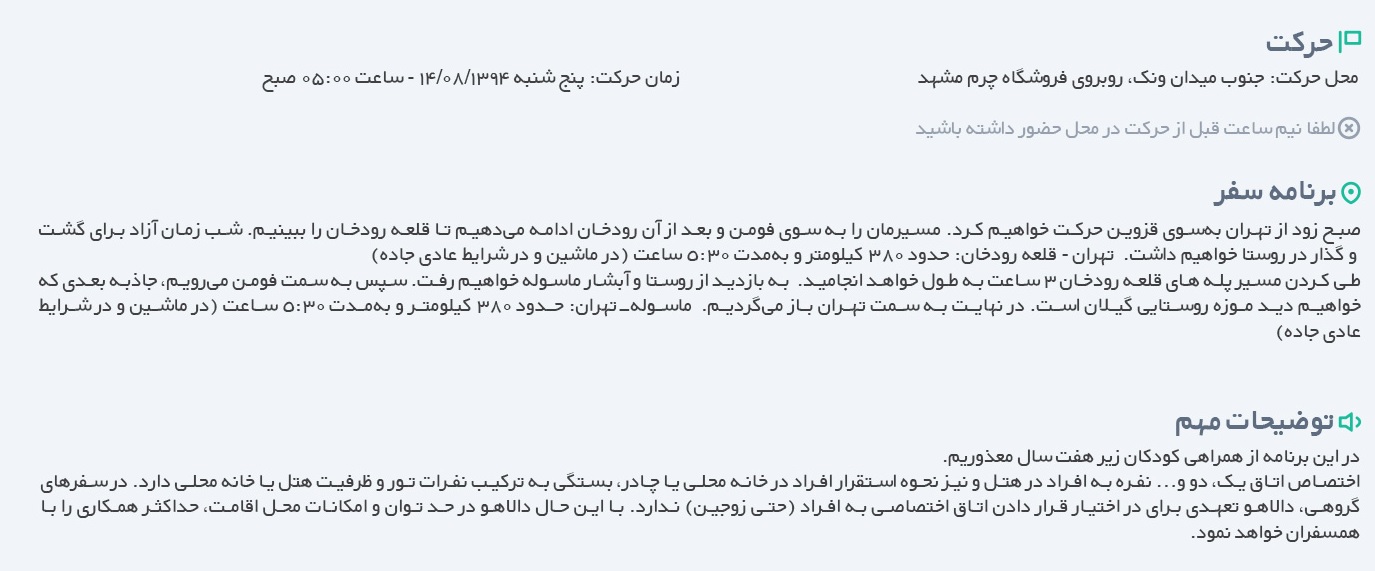 حرکت
محل حرکت: جنوب میدان ونک، روبروی فروشگاه چرم مشهد
زمان حرکت: پنج شنبه ۱۴/۰۸/۱۳۹۴ - ساعت ۰۵:۰۰ صبح
لطفا نیم ساعت قبل از حرکت در محل حضور داشته باشید
برنامه سفر
صبح زود از تهران به‌سوی قزوین حرکت خواهیم کرد. مسیرمان را به سوی فومن و بعد از آن رودخان ادامه می‌دهیم تا قلعه رودخان را ببینیم. شب زمان آزاد برای گشت
و گذار در روستا خواهیم داشت. تهران - قلعه رودخان: حدود ۳۸۰ کیلومتر و به‌مدت ۵:۳۰ ساعت (در ماشین و در شرایط عادی جاده)
طی کردن مسیر پله های قلعه رودخان ۳ ساعت به طول خواهد انجامید. به بازدید از روستا و آبشار ماسوله خواهیم رفت. سپس به سمت فومن می‌رویم، جاذبه بعدی که
خواهیم دید موزه روستایی گیلان است. در نهایت به سمت تهران باز می‌گردیم. ماسوله_ تهران: حدود ۳۸۰ کیلومتر و به‌مدت ۵:۳۰ ساعت (در ماشین و در شرایط
عادی جاده)
توضیحات مهم
در این برنامه از همراهی کودکان زیر هفت سال معذوریم.
اختصاص اتاق یک، دو و... نفره به افراد در هتل و نیز نحوه استقرار افراد در خانه محلی یا چادر، بستگی به ترکیب نفرات تور و ظرفیت هتل یا خانه محلی دارد. در سفرهای
گروهی، دالاهو تعهدی برای در اختیار قرار دادن اتاق اختصاصی به افراد (حتی زوجین) ندارد. با این حال دالاهو در حد توان و امکانات محل اقامت، حداکثر همکاری را با
همسفران خواهد نمود.